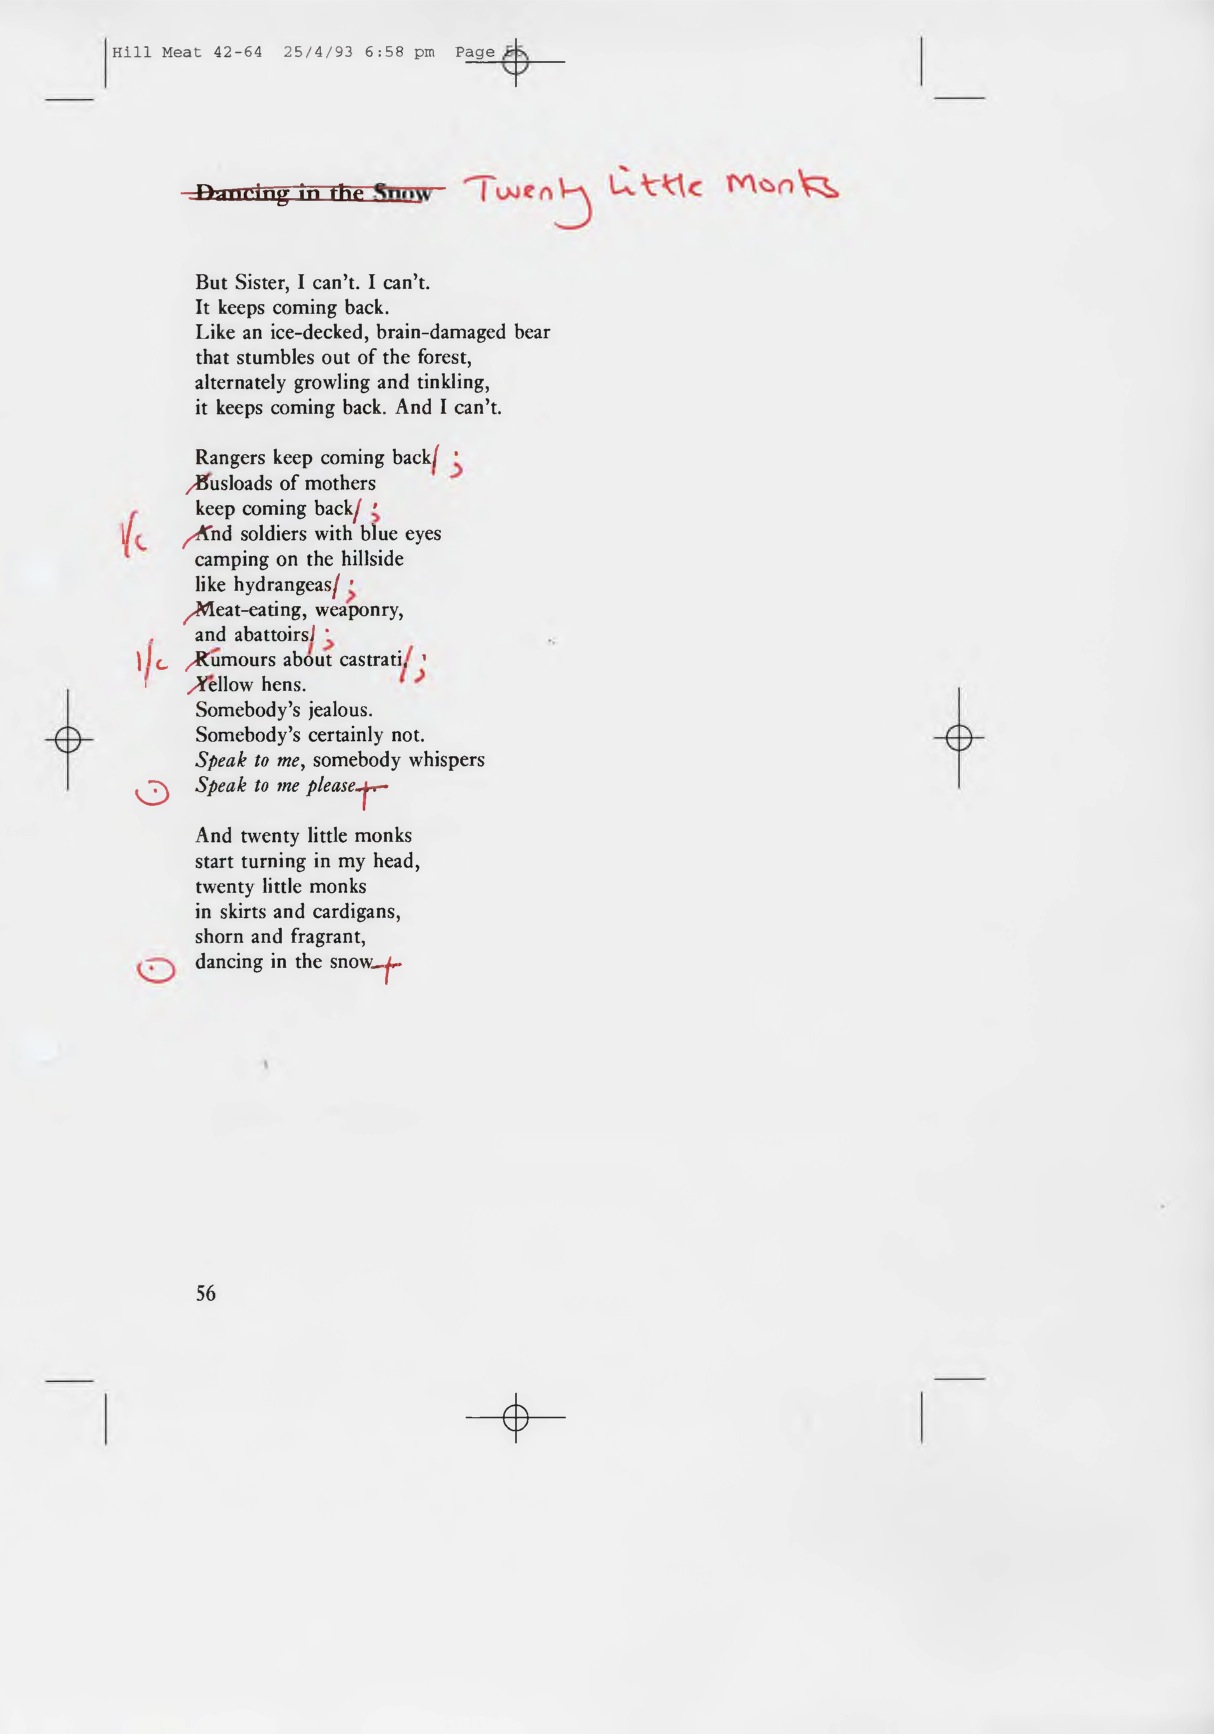 Hill Meat 42-64 25/4/93 6:58 pm Page
Dancing in the Snow Twenty Little Monks
But Sister, I can't. I can't.
It keeps coming back.
Like an ice-decked, brain-damaged bear
that stumbles out of the forest,
alternately growling and tinkling,
it keeps coming back. And I can't.
Rangers keep coming back/ ;
Busloads of mothers
keep coming back/ ;
l/c And soldiers with blue eyes
camping on the hillside
like hydrangeas/ ;
Meat-eating, weaponry,
and abattoirs/ ;
l/c Rumours about castrati/ ;
Yellow hens.
Somebody's jealous.
Somebody's certainly not.
Speak to me, somebody whispers
Speak to me please
And twenty little monks
start turning in my head,
twenty little monks
in skirts and cardigans,
shorn and fragrant,
dancing in the snow
56